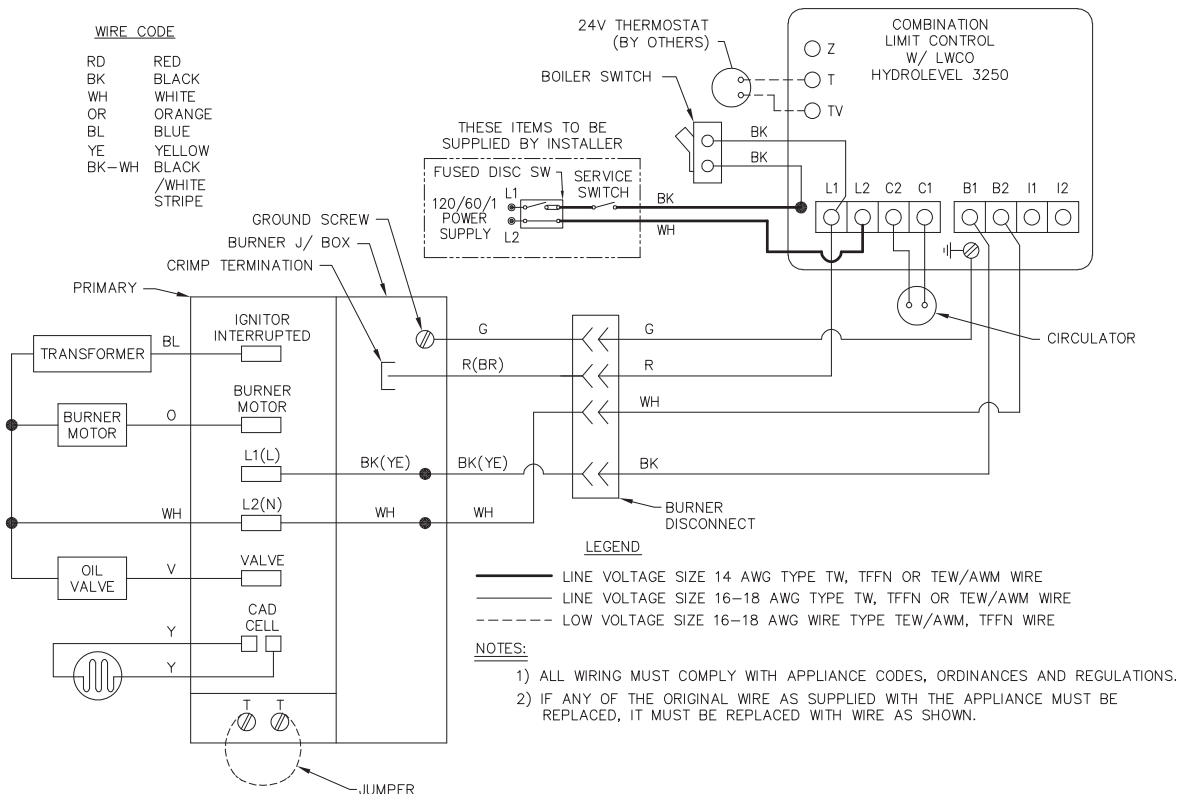 WIRE CODE
RD RED
BK BLACK
WH WHITE
OR ORANGE
BL BLUE
YE YELLOW
BK-WH BLACK
/WHITE
STRIPE
24V THERMOSTAT
(BY OTHERS)
BOILER SWITCH
COMBINATION
LIMIT CONTROL
W/ LWCO
HYDROLEVEL 3250
Z
T
TV
BK
BK
L1 L2 C2 C1 B1 B2 I1 I2
THESE ITEMS TO BE
SUPPLIED BY INSTALLER
FUSED DISC SW
SERVICE
SWITCH
L1
120/60/1
POWER
SUPPLY
L2
BK
WH
CIRCULATOR
GROUND SCREW
BURNER J/ BOX
CRIMP TERMINATION
PRIMARY
IGNITOR
INTERRUPTED
TRANSFORMER
BL
BURNER
MOTOR
BURNER
MOTOR
O
L1(L)
L2(N)
WH
OIL
VALVE
V
VALVE
CAD
CELL
Y
Y
T T
JUMPER
G
G
R(BR)
R
WH
BK(YE)
BK(YE)
BK
WH
WH
BURNER
DISCONNECT
LEGEND
LINE VOLTAGE SIZE 14 AWG TYPE TW, TFFN OR TEW/AWM WIRE
LINE VOLTAGE SIZE 16-18 AWG TYPE TW, TFFN OR TEW/AWM WIRE
LOW VOLTAGE SIZE 16-18 AWG WIRE TYPE TEW/AWM, TFFN WIRE
NOTES:
1) ALL WIRING MUST COMPLY WITH APPLIANCE CODES, ORDINANCES AND REGULATIONS.
2) IF ANY OF THE ORIGINAL WIRE AS SUPPLIED WITH THE APPLIANCE MUST BE
REPLACED, IT MUST BE REPLACED WITH WIRE AS SHOWN.